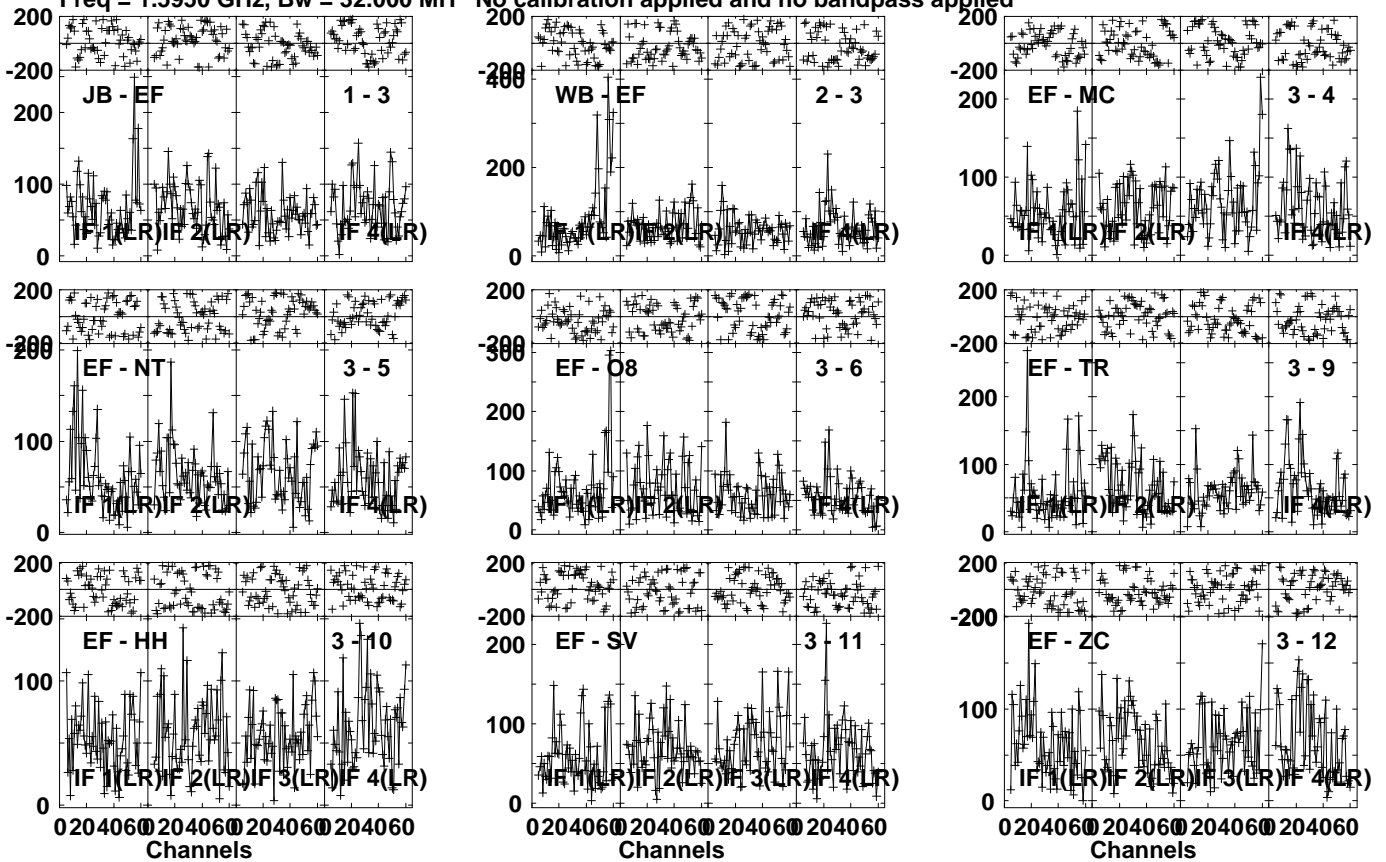 Freq = 1.5950 GHz, Bw = 32.000 MH No calibration applied and no bandpass applied
200 200 200
-200 -200 -200
400
JB - EF 1 - 3 WB - EF 2 - 3 EF - MC 3 - 4
200 200
200
100 100
IF 1(LR) IF 2(LR) IF 4(LR) IF 1(LR) IF 2(LR) IF 4(LR) IF 1(LR) IF 2(LR) IF 4(LR)
0 0 0
200 200 200
-200 -200 -200
200 300
EF - NT 3 - 5 EF - O8 3 - 6 EF - TR 3 - 9
200 200
100 100 100
IF 1(LR) IF 2(LR) IF 4(LR) IF 1(LR) IF 2(LR) IF 4(LR) IF 1(LR) IF 2(LR) IF 4(LR)
0 0 0
200 200 200
-200 -200 -200
200
EF - HH 3 - 10 EF - SV 3 - 11 EF - ZC 3 - 12
200
100 100 100
IF 1(LR) IF 2(LR) IF 3(LR) IF 4(LR) IF 1(LR) IF 2(LR) IF 3(LR) IF 4(LR) IF 1(LR) IF 2(LR) IF 3(LR) IF 4(LR)
0 0 0
0 20 40 60 0 20 40 60 0 20 40 60 0 20 40 60 0 20 40 60 0 20 40 60 0 20 40 60 0 20 40 60 0 20 40 60 0 20 40 60 0 20 40 60 0 20 40 60
Channels Channels Channels